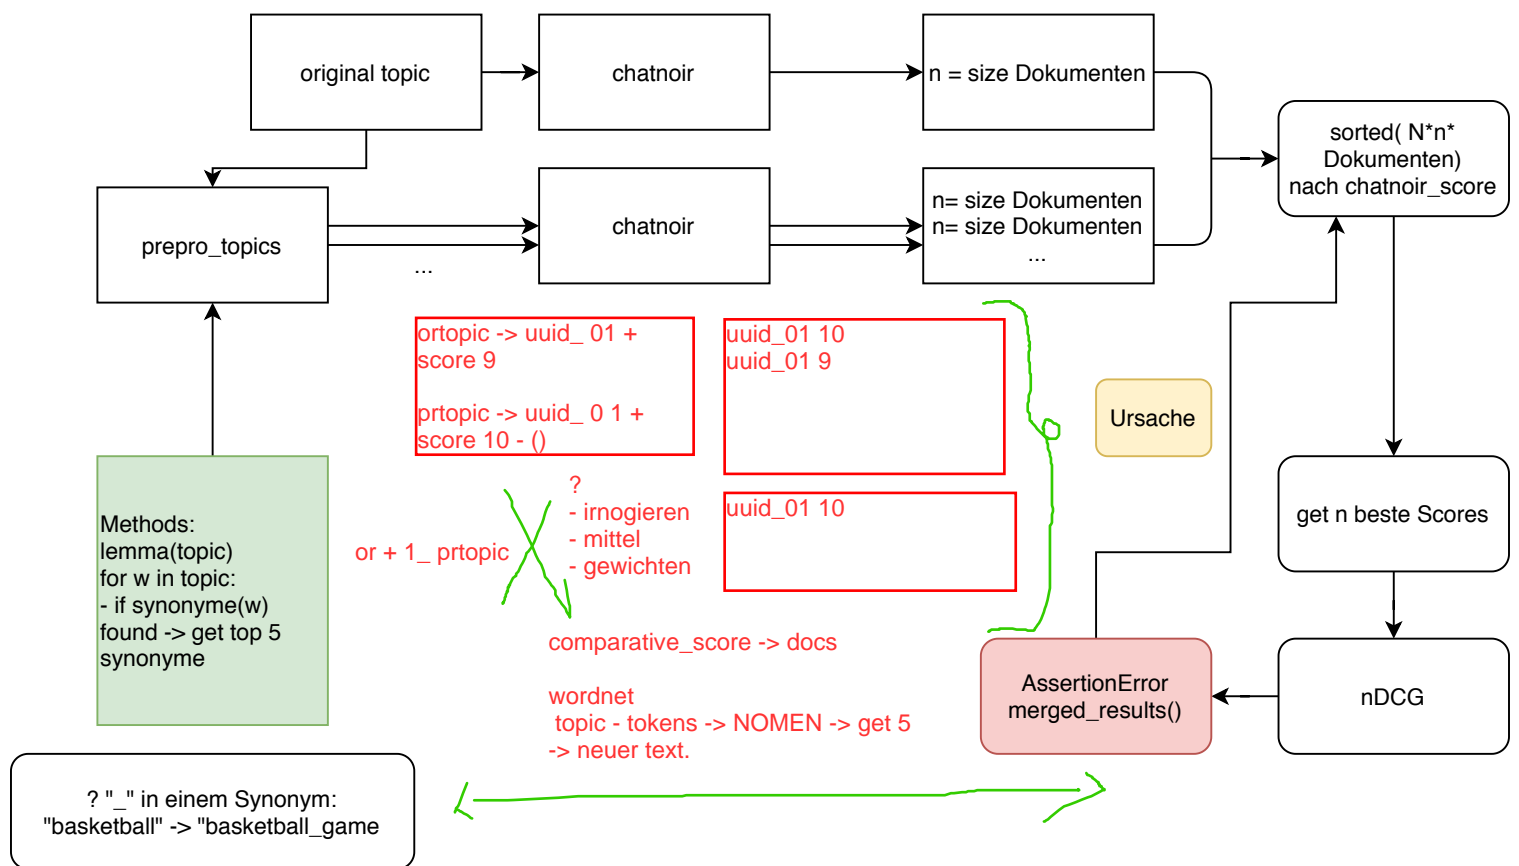 original topic
chatnoir
n = size Dokumenten
sorted( N*n*
Dokumenten)
nach chatnoir_score
prepro_topics
...
chatnoir
n= size Dokumenten
n= size Dokumenten
...
ortopic -> uuid_ 01 +
score 9
prtopic -> uuid_ 0 1 +
score 10 - ()
uuid_01 10
uuid_01 9
Ursache
Methods:
lemma(topic)
for w in topic:
- if synonyme(w)
found -> get top 5
synonyme
or + 1_ prtopic
?
- irnogieren
- mittel
- gewichten
uuid_01 10
get n beste Scores
comparative_score -> docs
wordnet
topic - tokens -> NOMEN -> get 5
-> neuer text.
AssertionError
merged_results()
nDCG
? "_" in einem Synonym:
"basketball" -> "basketball_game